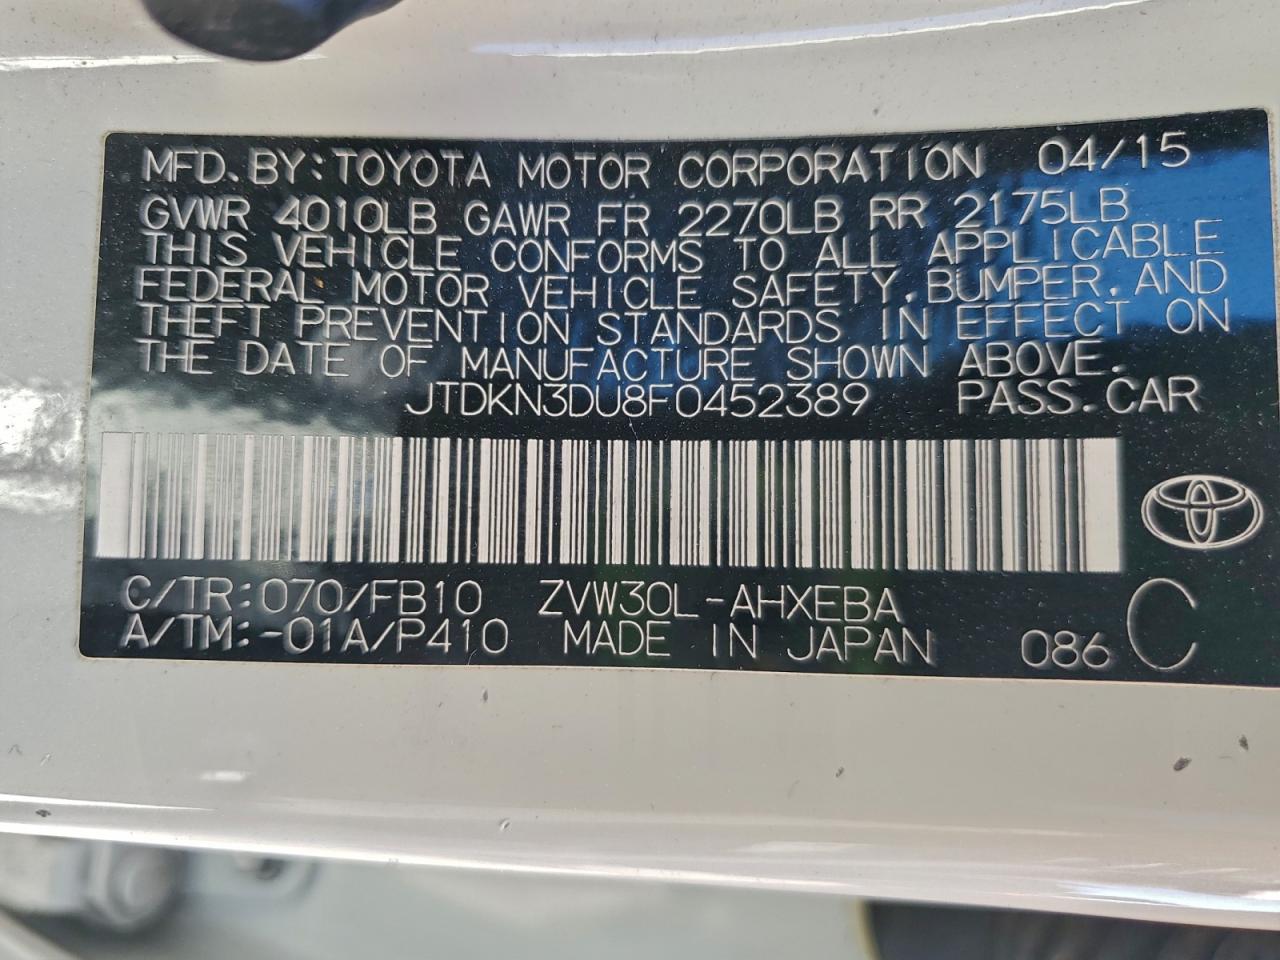 MFD. BY: TOYOTA MOTOR CORPORATION 04/15
GVWR 4010LB GAWR FR 2270LB RR 2175LB
THIS VEHICLE CONFORMS TO ALL APPLICABLE
FEDERAL MOTOR VEHICLE SAFETY, BUMPER, AND
THEFT PREVENTION STANDARDS IN EFFECT ON
THE DATE OF MANUFACTURE SHOWN ABOVE.
JTDKN3DU8F0452389 PASS. CAR
C/TR: 070/FB10 ZVW30L-AHXEBA
A/TM: -01A/P410 MADE IN JAPAN 086 C